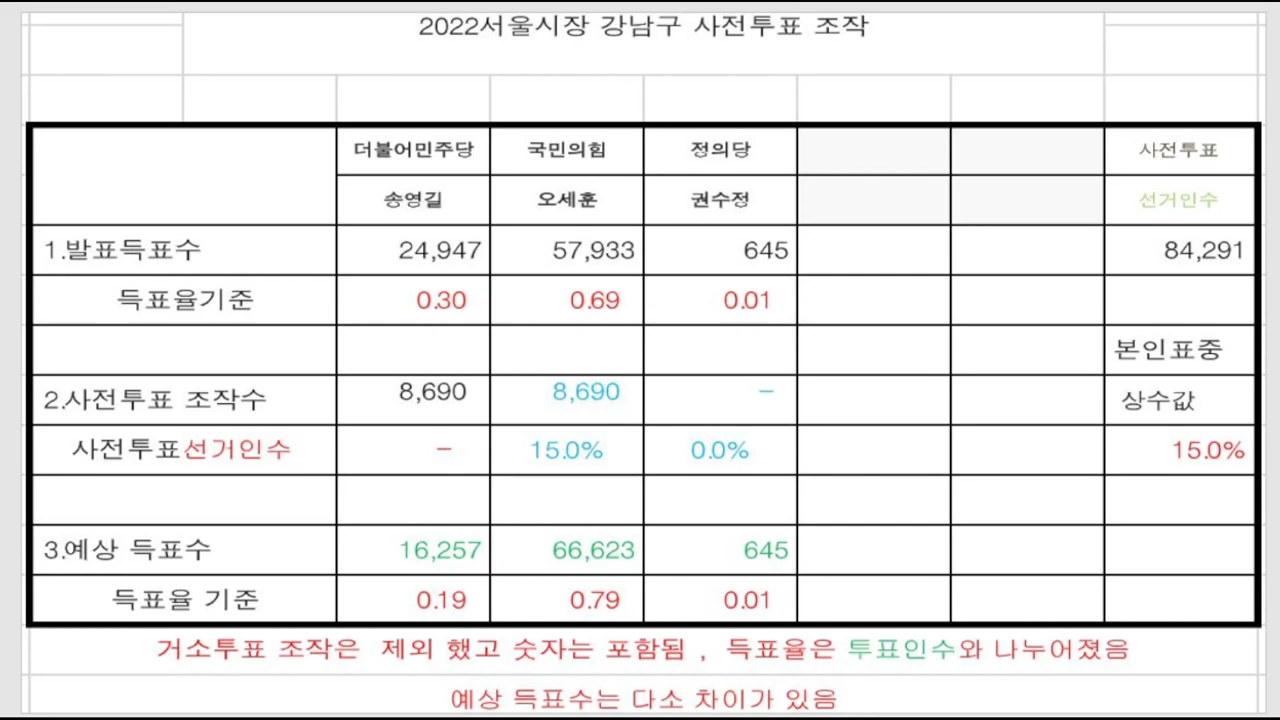 2022서울시장 강남구 사전투표 조작
더불어민주당 국민의힘 정의당 사전투표
송영길 오세훈 권수정 선거인수
1.발표득표수 24,947 57,933 645 84,291
득표율기준 0.30 0.69 0.01
본인표중
2.사전투표 조작수 8,690 8,690 – 상수값
사전투표선거인수 – 15.0% 0.0% 15.0%
3.예상 득표수 16,257 66,623 645
득표율 기준 0.19 0.79 0.01
거소투표 조작은 제외 했고 숫자는 포함됨 , 득표율은 투표인수와 나누어졌음
예상 득표수는 다소 차이가 있음